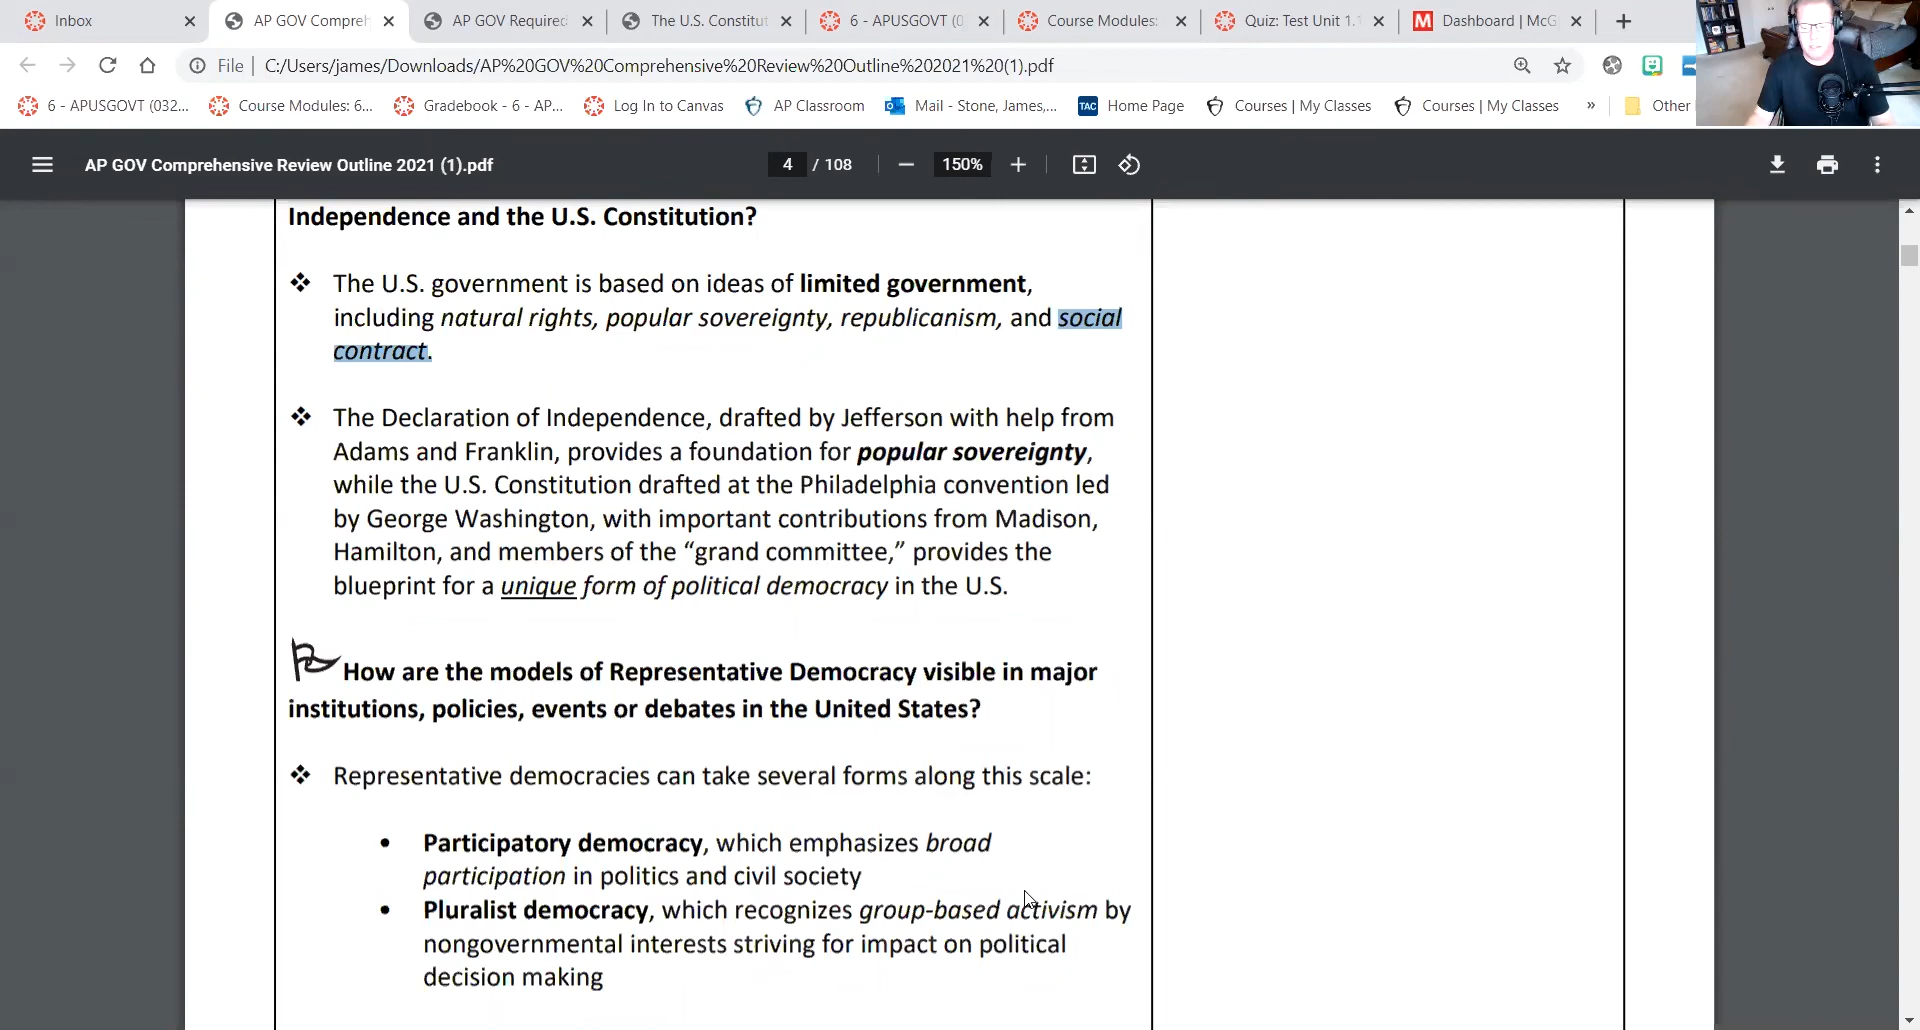 Inbox
AP GOV Compreh
AP GOV Required
The U.S. Constitut
6 - APUSGOVT (0
Course Modules:
Quiz: Test Unit 1.1
M Dashboard | McG
File C:/Users/james/Downloads/AP%20GOV%20Comprehensive%20Review%20Outline%202021%20(1).pdf
6 - APUSGOVT (032...
Course Modules: 6...
Gradebook - 6 - AP...
Log In to Canvas
AP Classroom
Mail - Stone, James,...
TAC Home Page
Courses | My Classes
Courses | My Classes
»
Other
AP GOV Comprehensive Review Outline 2021 (1).pdf
4 / 108
150%
Independence and the U.S. Constitution?
❖ The U.S. government is based on ideas of limited government,
including natural rights, popular sovereignty, republicanism, and social
contract.
❖ The Declaration of Independence, drafted by Jefferson with help from
Adams and Franklin, provides a foundation for popular sovereignty,
while the U.S. Constitution drafted at the Philadelphia convention led
by George Washington, with important contributions from Madison,
Hamilton, and members of the “grand committee,” provides the
blueprint for a unique form of political democracy in the U.S.
How are the models of Representative Democracy visible in major
institutions, policies, events or debates in the United States?
❖ Representative democracies can take several forms along this scale:
• Participatory democracy, which emphasizes broad
participation in politics and civil society
• Pluralist democracy, which recognizes group-based activism by
nongovernmental interests striving for impact on political
decision making